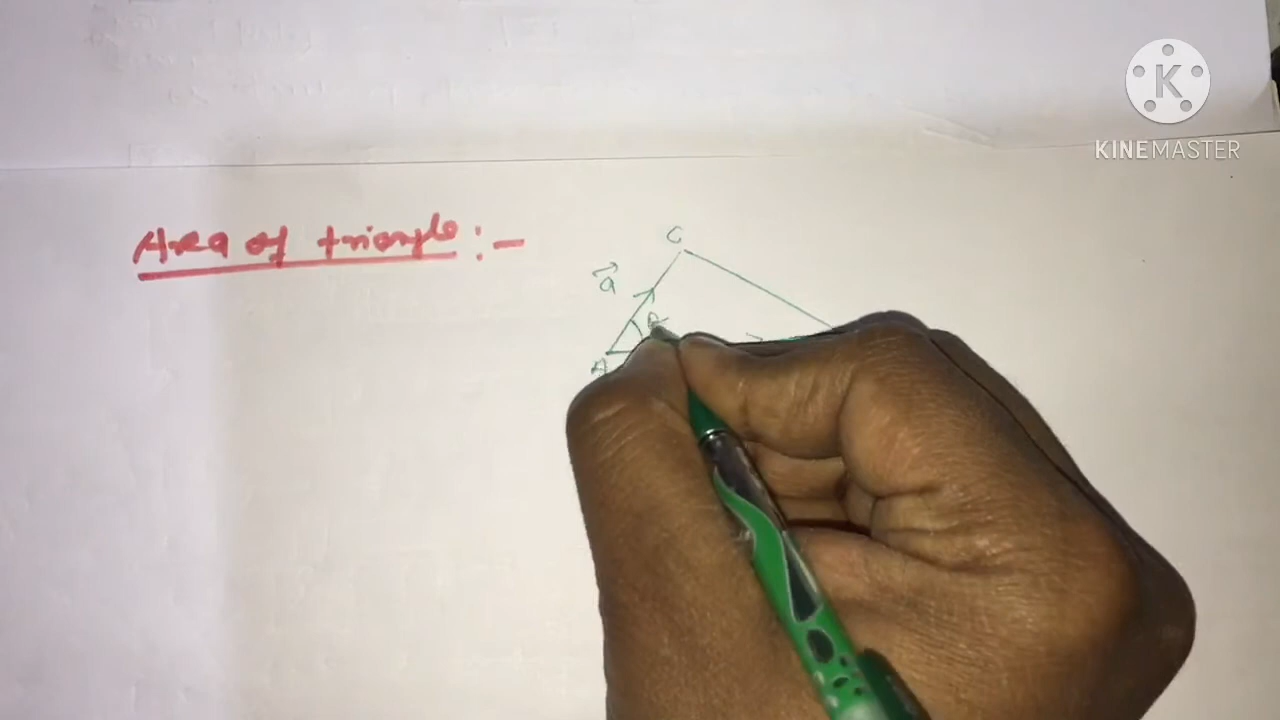 Area of triangle :-
C
a⃗
θ
A
K
KINEMASTER